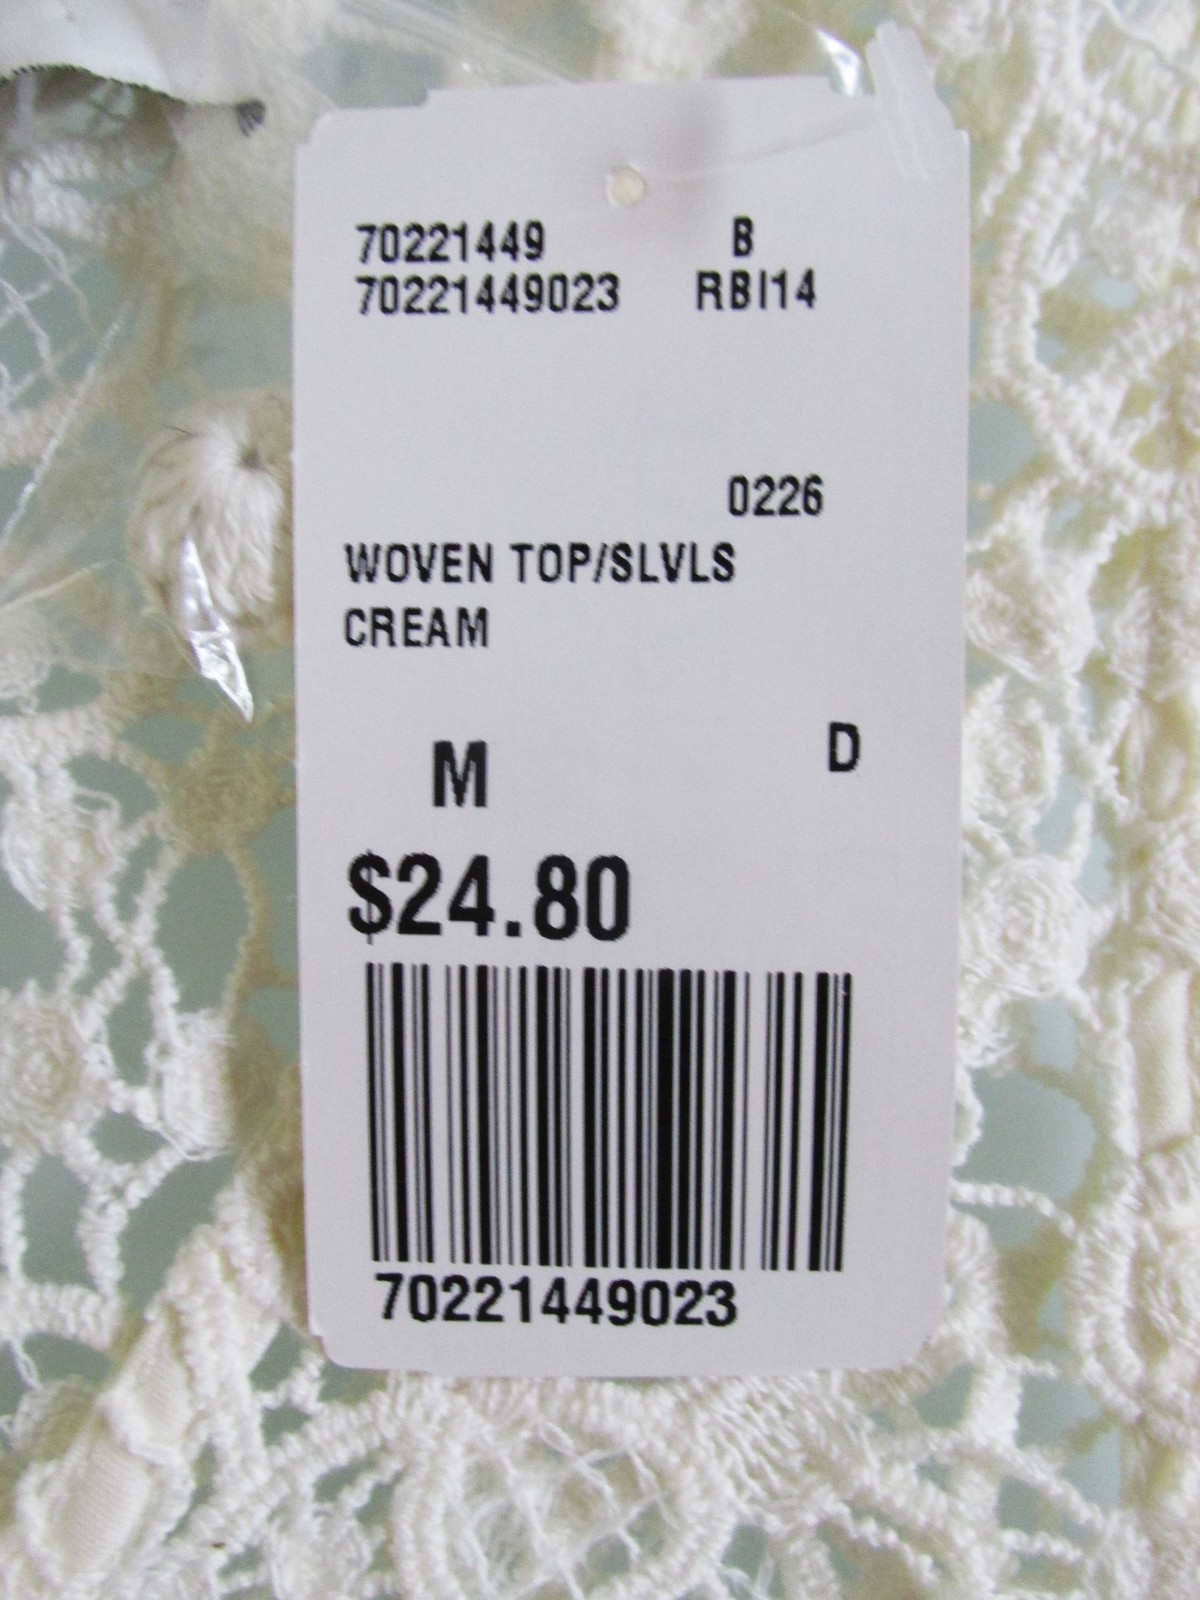 70221449 B
70221449023 RBI14
0226
WOVEN TOP/SLVLS
CREAM
M D
$24.80
70221449023